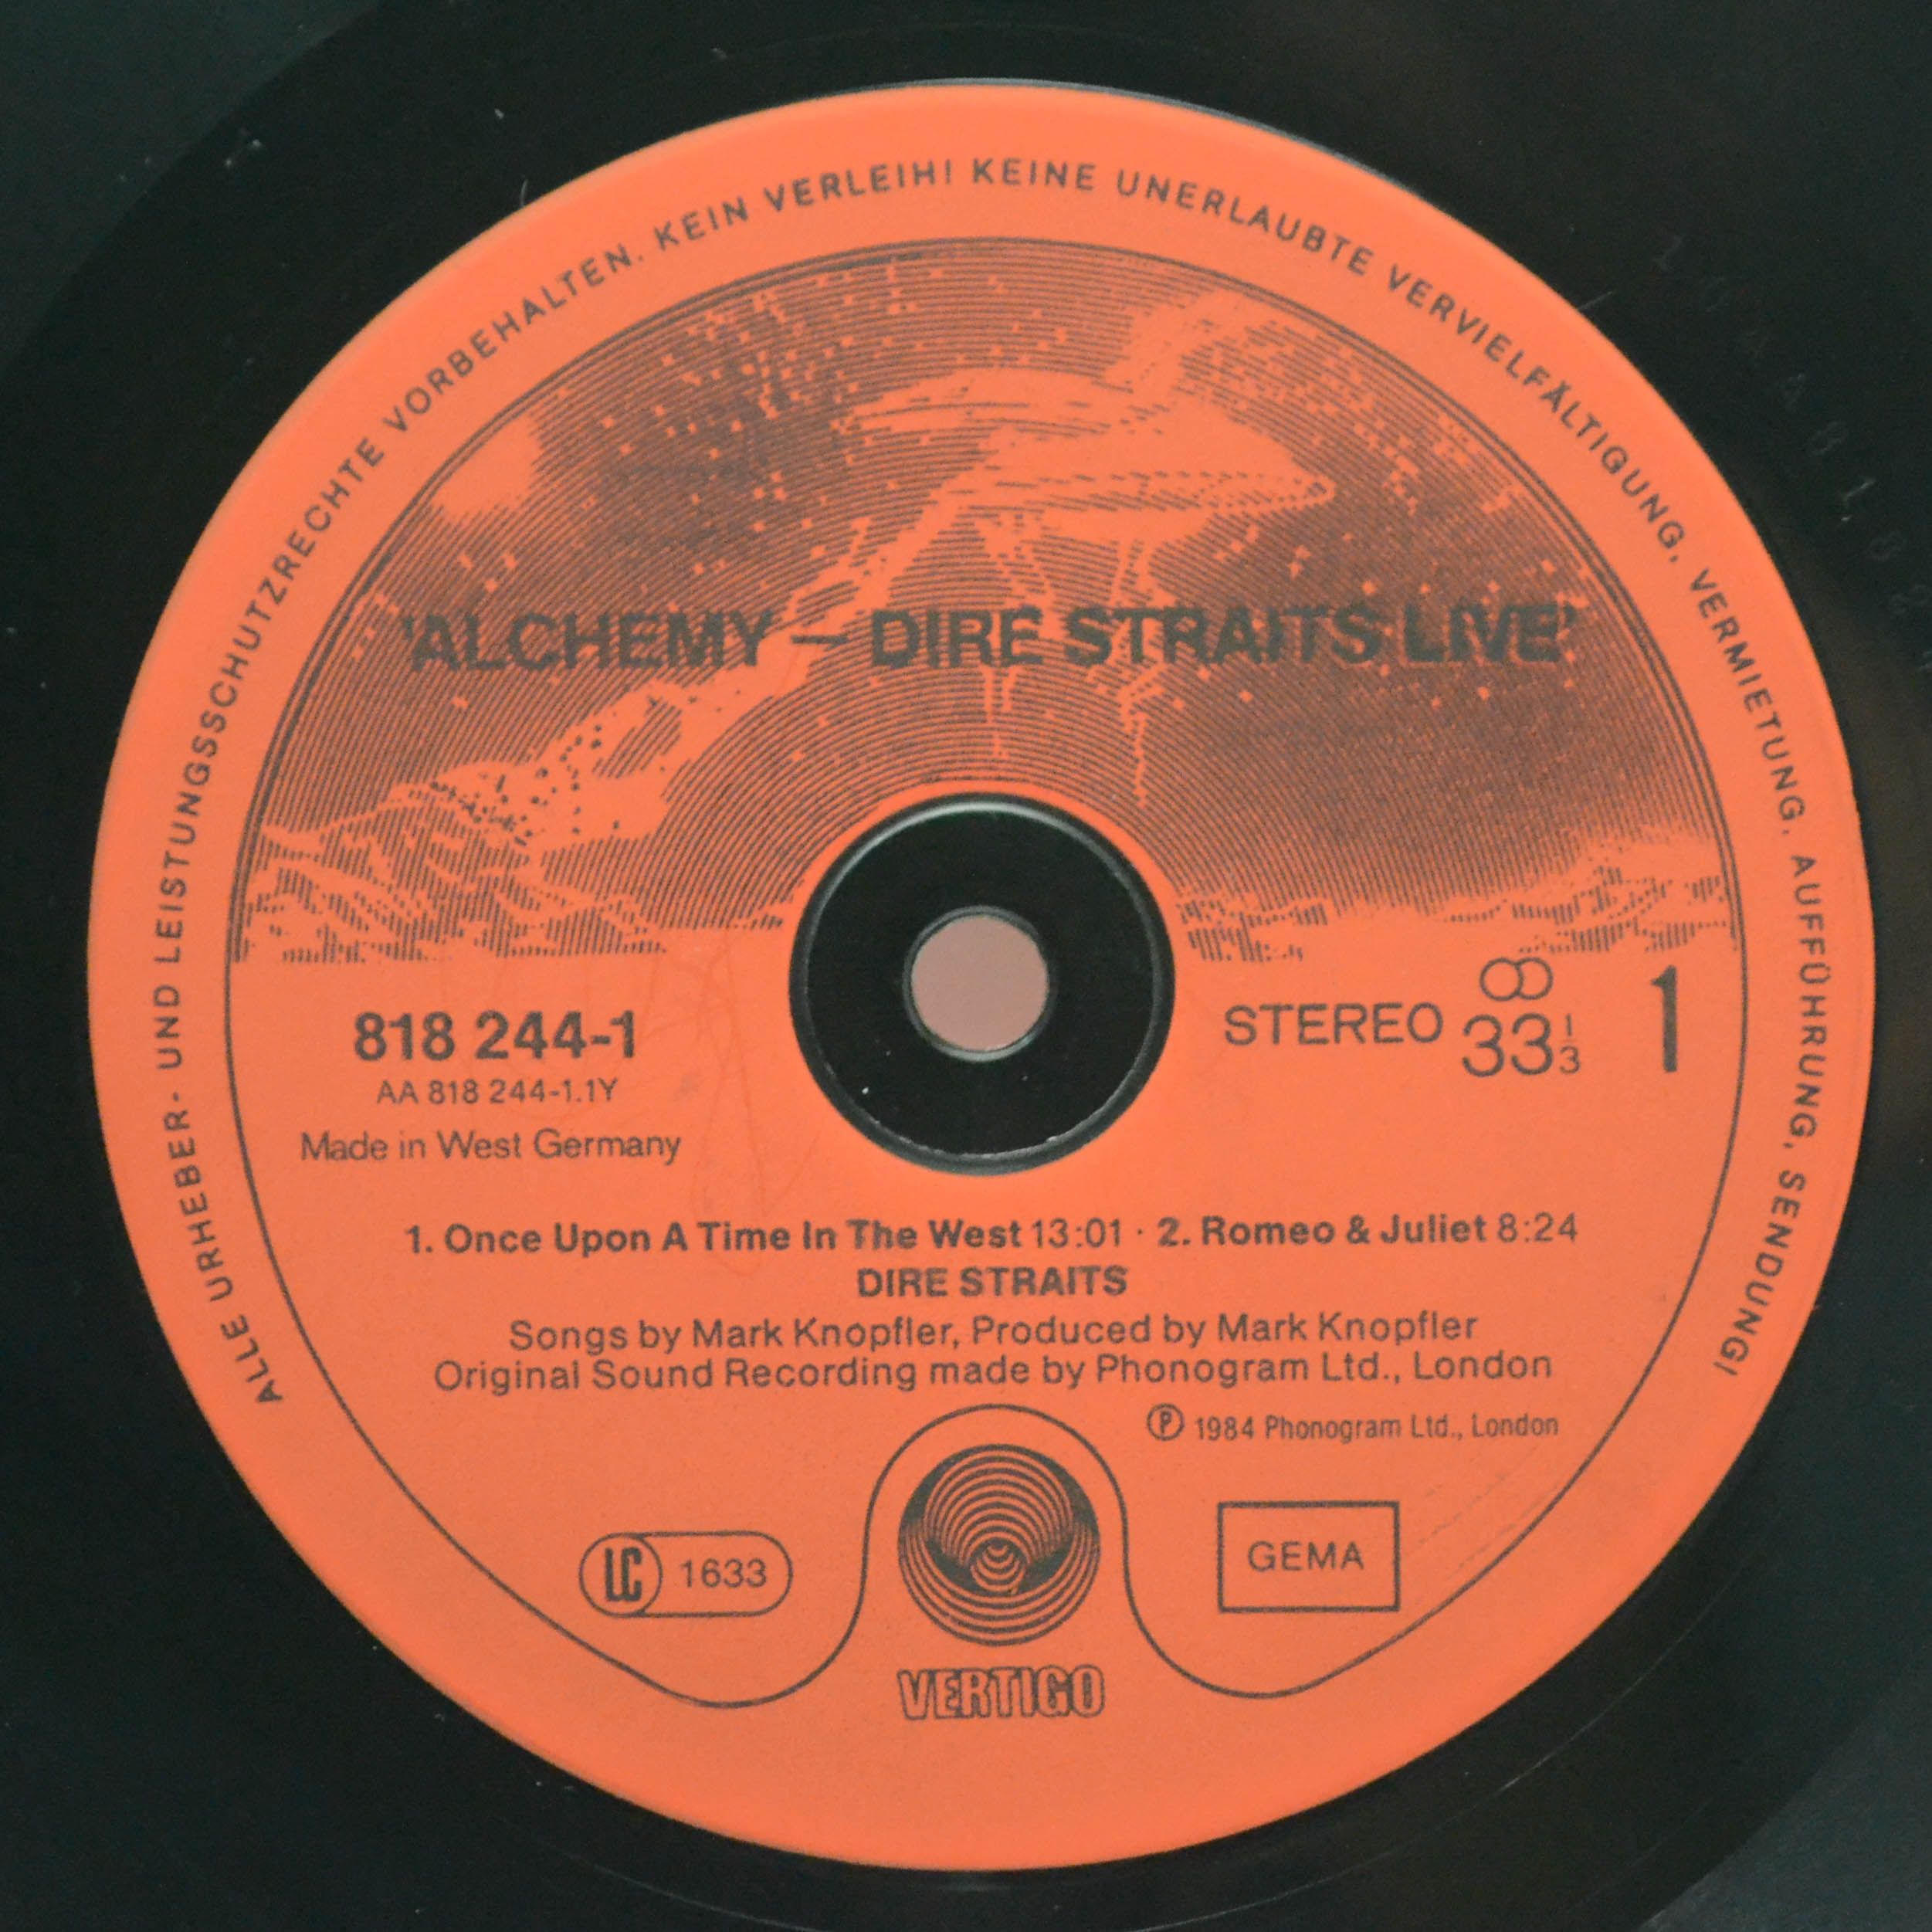 ALLE URHEBER- UND LEISTUNGSSCHUTZRECHTE VORBEHALTEN. KEIN VERLEIH! KEINE UNERLAUBTE VERVIELFÄLTIGUNG, VERMIETUNG, AUFFÜHRUNG, SENDUNG!
'ALCHEMY – DIRE STRAITS LIVE'
818 244-1
AA 818 244-1.1Y
Made in West Germany
STEREO 33 1/3
1
1. Once Upon A Time In The West 13:01 · 2. Romeo & Juliet 8:24
DIRE STRAITS
Songs by Mark Knopfler, Produced by Mark Knopfler
Original Sound Recording made by Phonogram Ltd., London
Ⓟ 1984 Phonogram Ltd., London
LC 1633
GEMA
VERTIGO